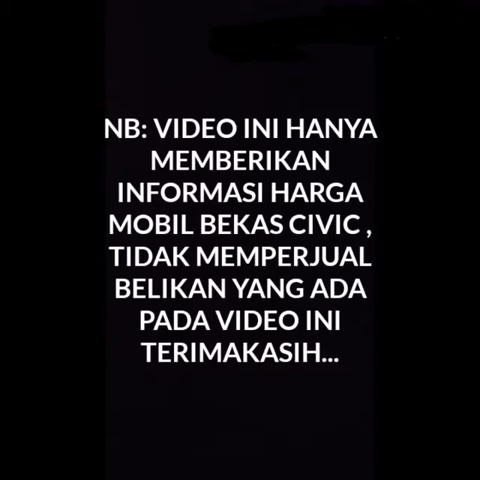 NB: VIDEO INI HANYA
MEMBERIKAN
INFORMASI HARGA
MOBIL BEKAS CIVIC ,
TIDAK MEMPERJUAL
BELIKAN YANG ADA
PADA VIDEO INI
TERIMAKASIH...